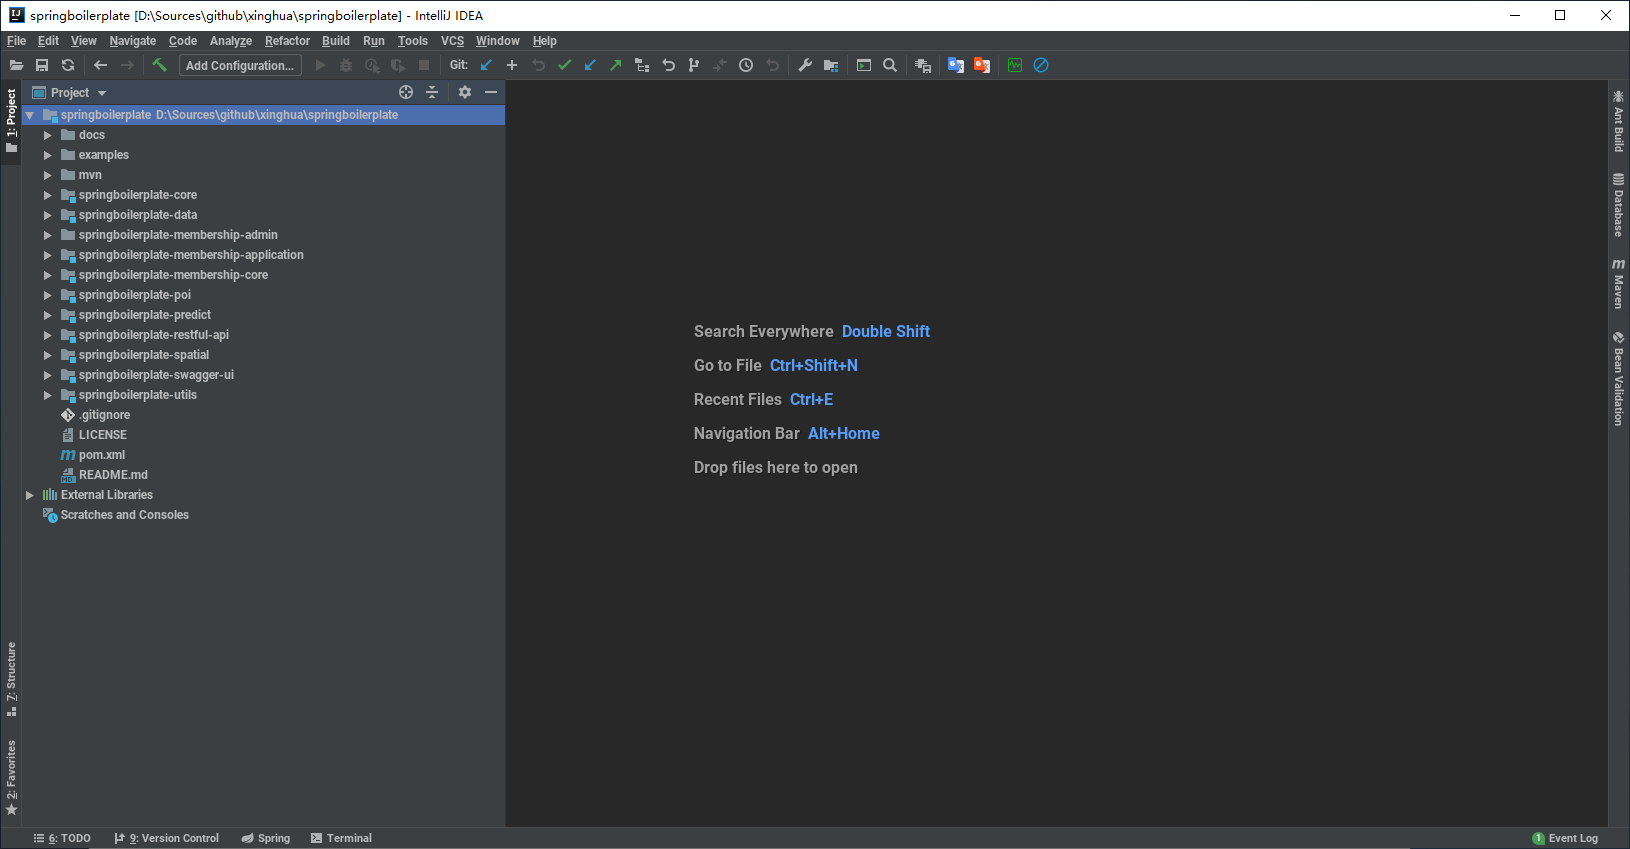 springboilerplate [D:\Sources\github\xinghua\springboilerplate] - IntelliJ IDEA
File Edit View Navigate Code Analyze Refactor Build Run Tools VCS Window Help
Add Configuration... Git:
1: Project
Project
springboilerplate D:\Sources\github\xinghua\springboilerplate
docs
examples
mvn
springboilerplate-core
springboilerplate-data
springboilerplate-membership-admin
springboilerplate-membership-application
springboilerplate-membership-core
springboilerplate-poi
springboilerplate-predict
springboilerplate-restful-api
springboilerplate-spatial
springboilerplate-swagger-ui
springboilerplate-utils
.gitignore
LICENSE
pom.xml
README.md
External Libraries
Scratches and Consoles
7: Structure
2: Favorites
Search Everywhere Double Shift
Go to File Ctrl+Shift+N
Recent Files Ctrl+E
Navigation Bar Alt+Home
Drop files here to open
Ant Build
Database
Maven
Bean Validation
6: TODO 9: Version Control Spring Terminal 1 Event Log